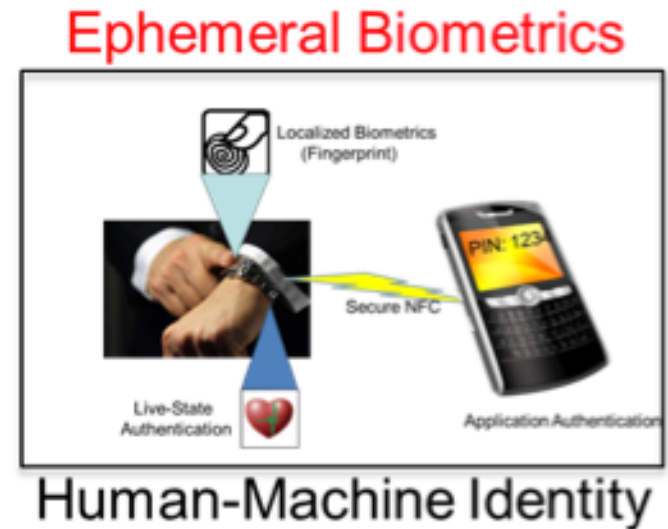 Ephemeral Biometrics
Localized Biometrics
(Fingerprint)
PIN: 1234
Secure NFC
Live-State
Authentication
Application Authentication
Human-Machine Identity